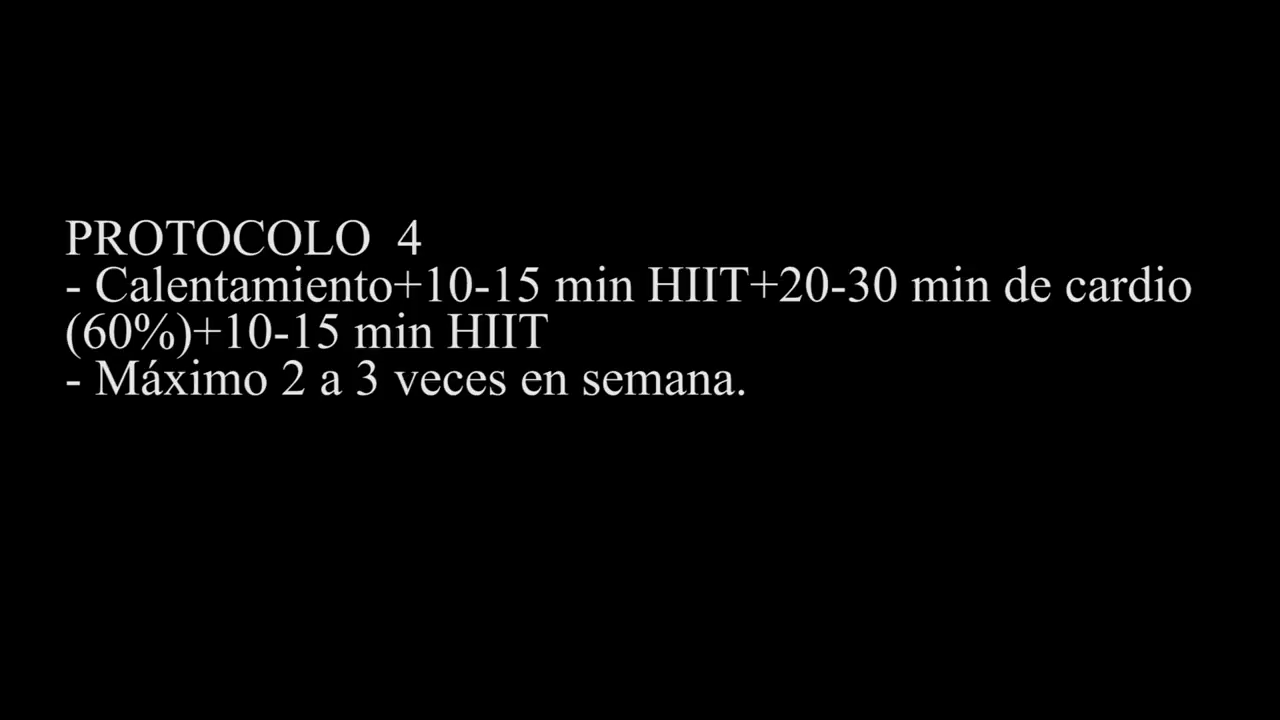 PROTOCOLO  4
- Calentamiento+10-15 min HIIT+20-30 min de cardio
(60%)+10-15 min HIIT
- Máximo 2 a 3 veces en semana.